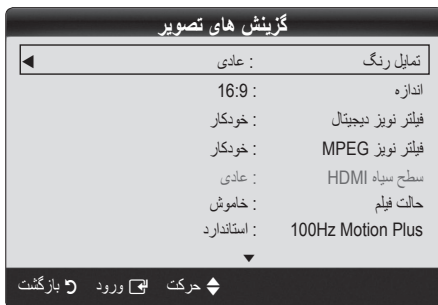 گزینش های تصویر
تمایل رنگ : عادی
اندازه : 16:9
فیلتر نویز دیجیتال : خودکار
فیلتر نویز MPEG : خودکار
سطح سیاه HDMI : عادی
حالت فیلم : خاموش
100Hz Motion Plus : استاندارد
حرکت ورود بازگشت